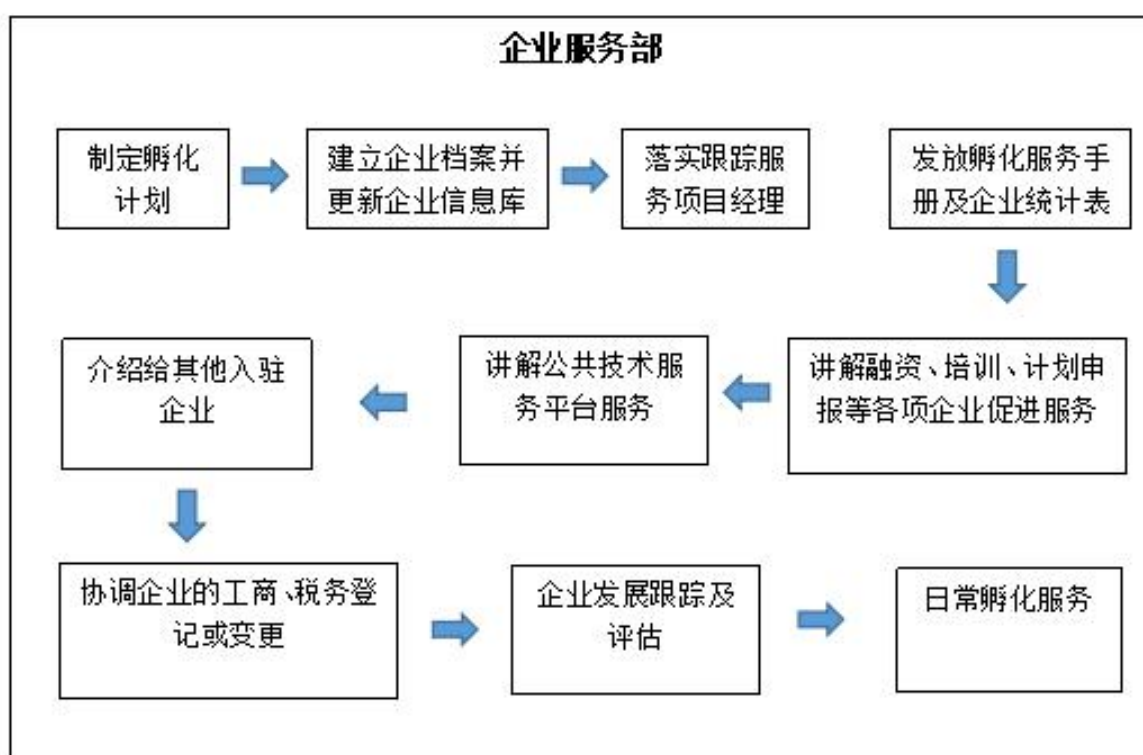 企业服务部
制定孵化
计划
建立企业档案并
更新企业信息库
落实跟踪服
务项目经理
发放孵化服务手
册及企业统计表
讲解融资、培训、计划申
报等各项企业促进服务
讲解公共技术服
务平台服务
介绍给其他入驻
企业
协调企业的工商、税务登
记或变更
企业发展跟踪及
评估
日常孵化服务